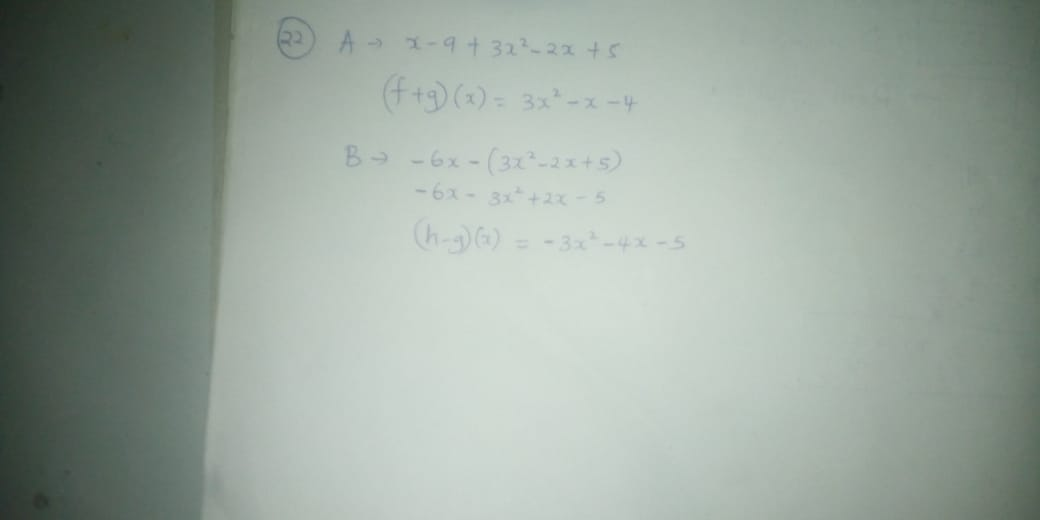 22 A → x-9+3x²-2x+5
(f+g)(x) = 3x²-x-4
B → -6x-(3x²-2x+5)
-6x-3x²+2x-5
(h-g)(x) = -3x²-4x-5